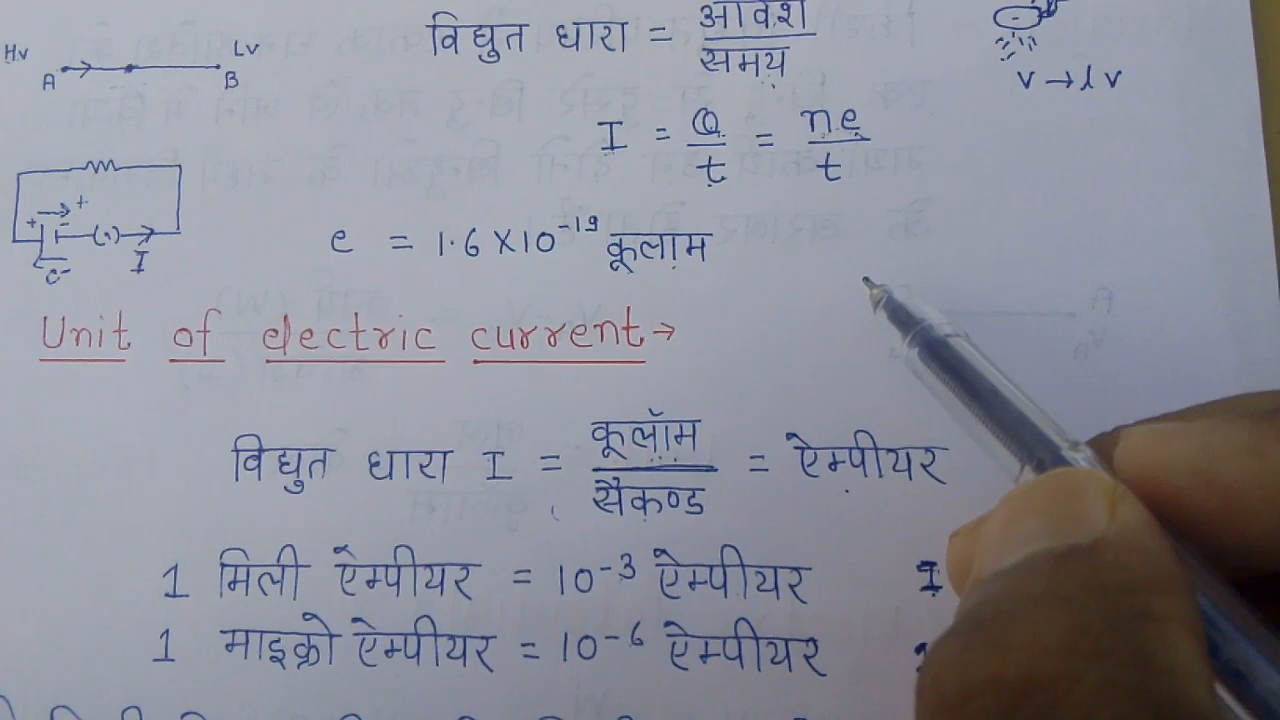 विद्युत धारा = आवेश / समय
HV LV
A B
V → l V
I = Q/t = ne/t
e = 1.6 X 10⁻¹⁹ कूलाम
+ + -
e- I
Unit of electric current →
विद्युत धारा I = कूलॉम / सैकण्ड = ऐम्पीयर
1 मिली ऐम्पीयर = 10⁻³ ऐम्पीयर I
1 माइक्रो ऐम्पीयर = 10⁻⁶ ऐम्पीयर